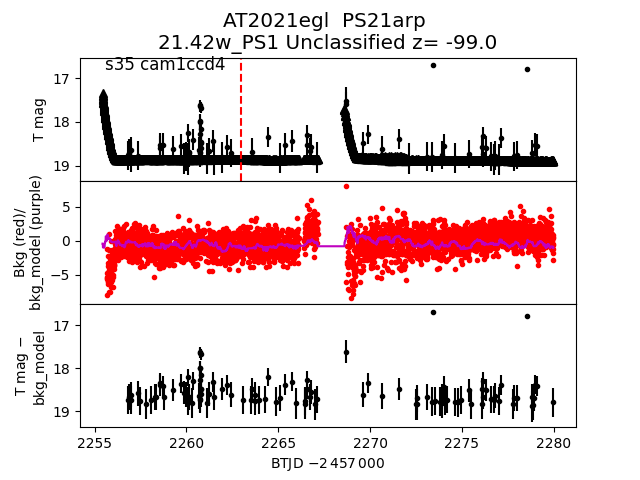 AT2021egl  PS21arp
21.42w_PS1 Unclassified z= -99.0
s35 cam1ccd4
T mag
17
18
19
Bkg (red)/
bkg_model (purple)
5
0
−5
T mag −
bkg_model
17
18
19
2255
2260
2265
2270
2275
2280
BTJD −2 457 000